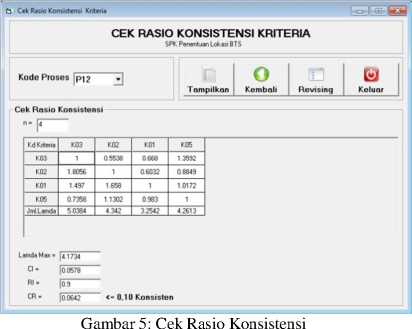 Cek Rasio Konsistensi Kriteria
CEK RASIO KONSISTENSI KRITERIA
SPK Penentuan Lokasi BTS
Kode Proses P12
Tampilkan Kembali Revising Keluar
Cek Rasio Konsistensi
n = 4
Kd Kriteria K03 K02 K01 K05
K03 1 0.5538 0.668 1.3592
K02 1.8056 1 0.6032 0.8849
K01 1.497 1.658 1 1.0172
K05 0.7358 1.1302 0.983 1
Jml.Lamda 5.0384 4.342 3.2542 4.2613
Lamda Max = 4.1734
CI = 0.0578
RI = 0.9
CR = 0.0642 <= 0,10 Konsisten
Gambar 5: Cek Rasio Konsistensi